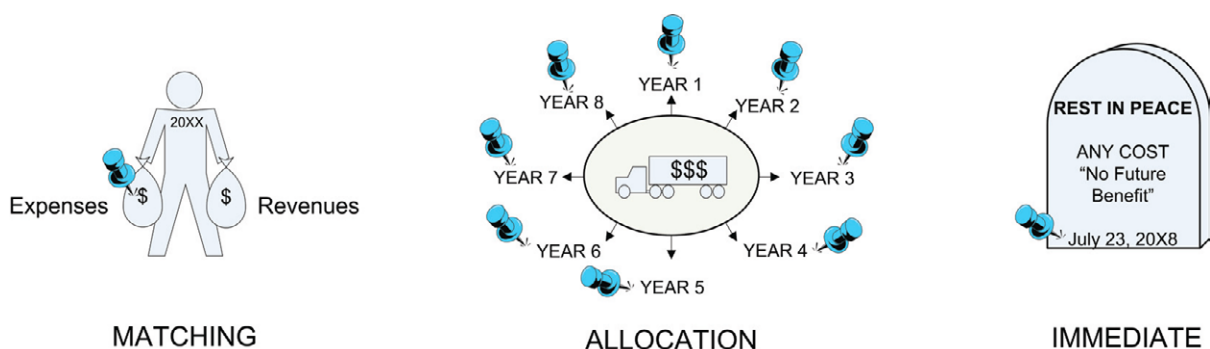 20XX
$
$
Expenses
Revenues
MATCHING
YEAR 1
YEAR 2
YEAR 3
YEAR 4
YEAR 5
YEAR 6
YEAR 7
YEAR 8
$$$
ALLOCATION
REST IN PEACE
ANY COST
“No Future
Benefit”
July 23, 20X8
IMMEDIATE